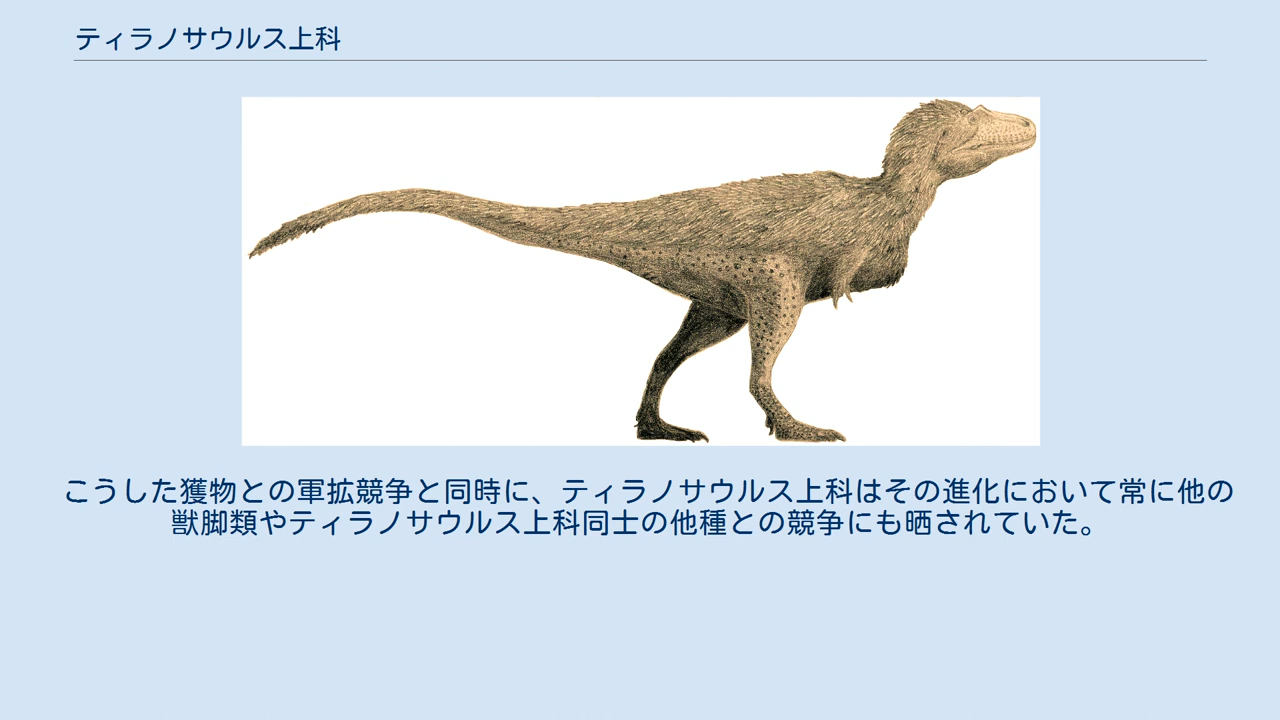 ティラノサウルス上科
こうした獲物との軍拡競争と同時に、ティラノサウルス上科はその進化において常に他の
獣脚類やティラノサウルス上科同士の他種との競争にも晒されていた。